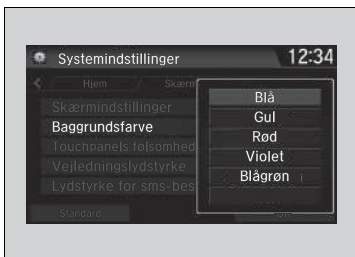 Systemindstillinger 12:34
Hjem Skærm
Skærmindstillinger
Baggrundsfarve
Touchpanels følsomhed
Vejledningslydstyrke
Lydstyrke for sms-bes
Standard
Blå
Gul
Rød
Violet
Blågrøn